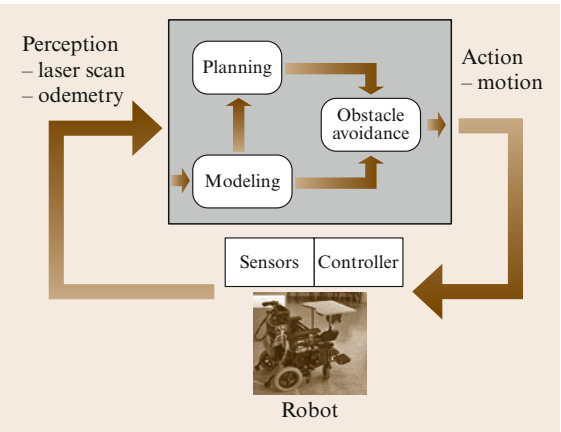 Perception
– laser scan
– odemetry
Planning
Obstacle
avoidance
Modeling
Action
– motion
Sensors
Controller
Robot